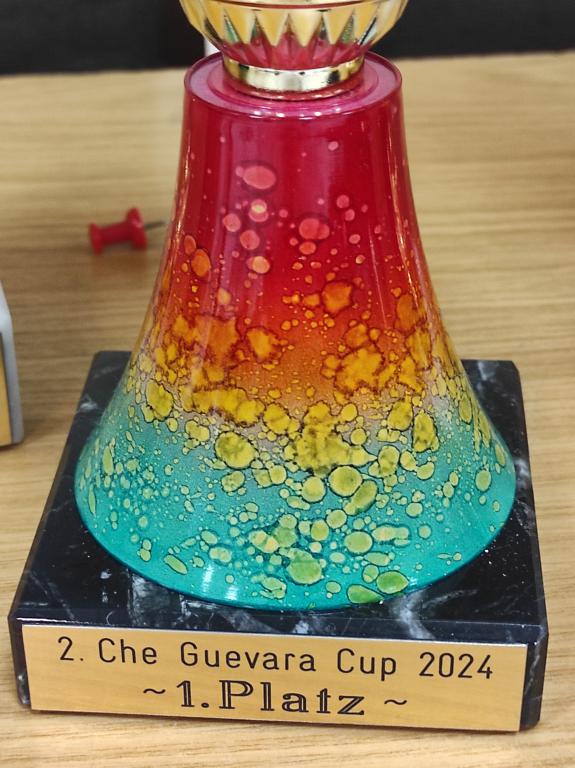 2. Che Guevara Cup 2024
~1.Platz ~